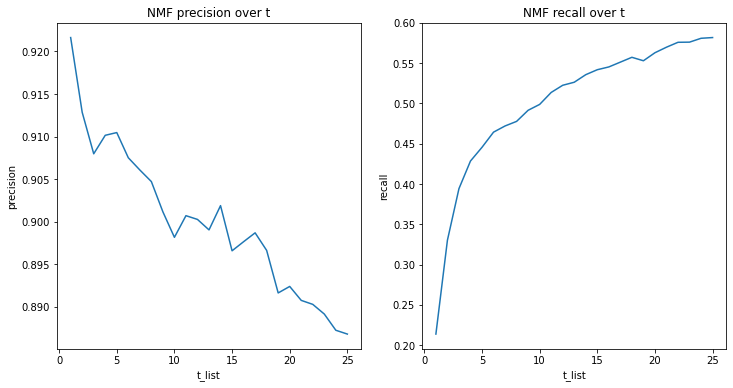 NMF precision over t
0.920
0.915
0.910
0.905
0.900
0.895
0.890
precision
0 5 10 15 20 25
t_list
NMF recall over t
0.60
0.55
0.50
0.45
0.40
0.35
0.30
0.25
0.20
recall
0 5 10 15 20 25
t_list